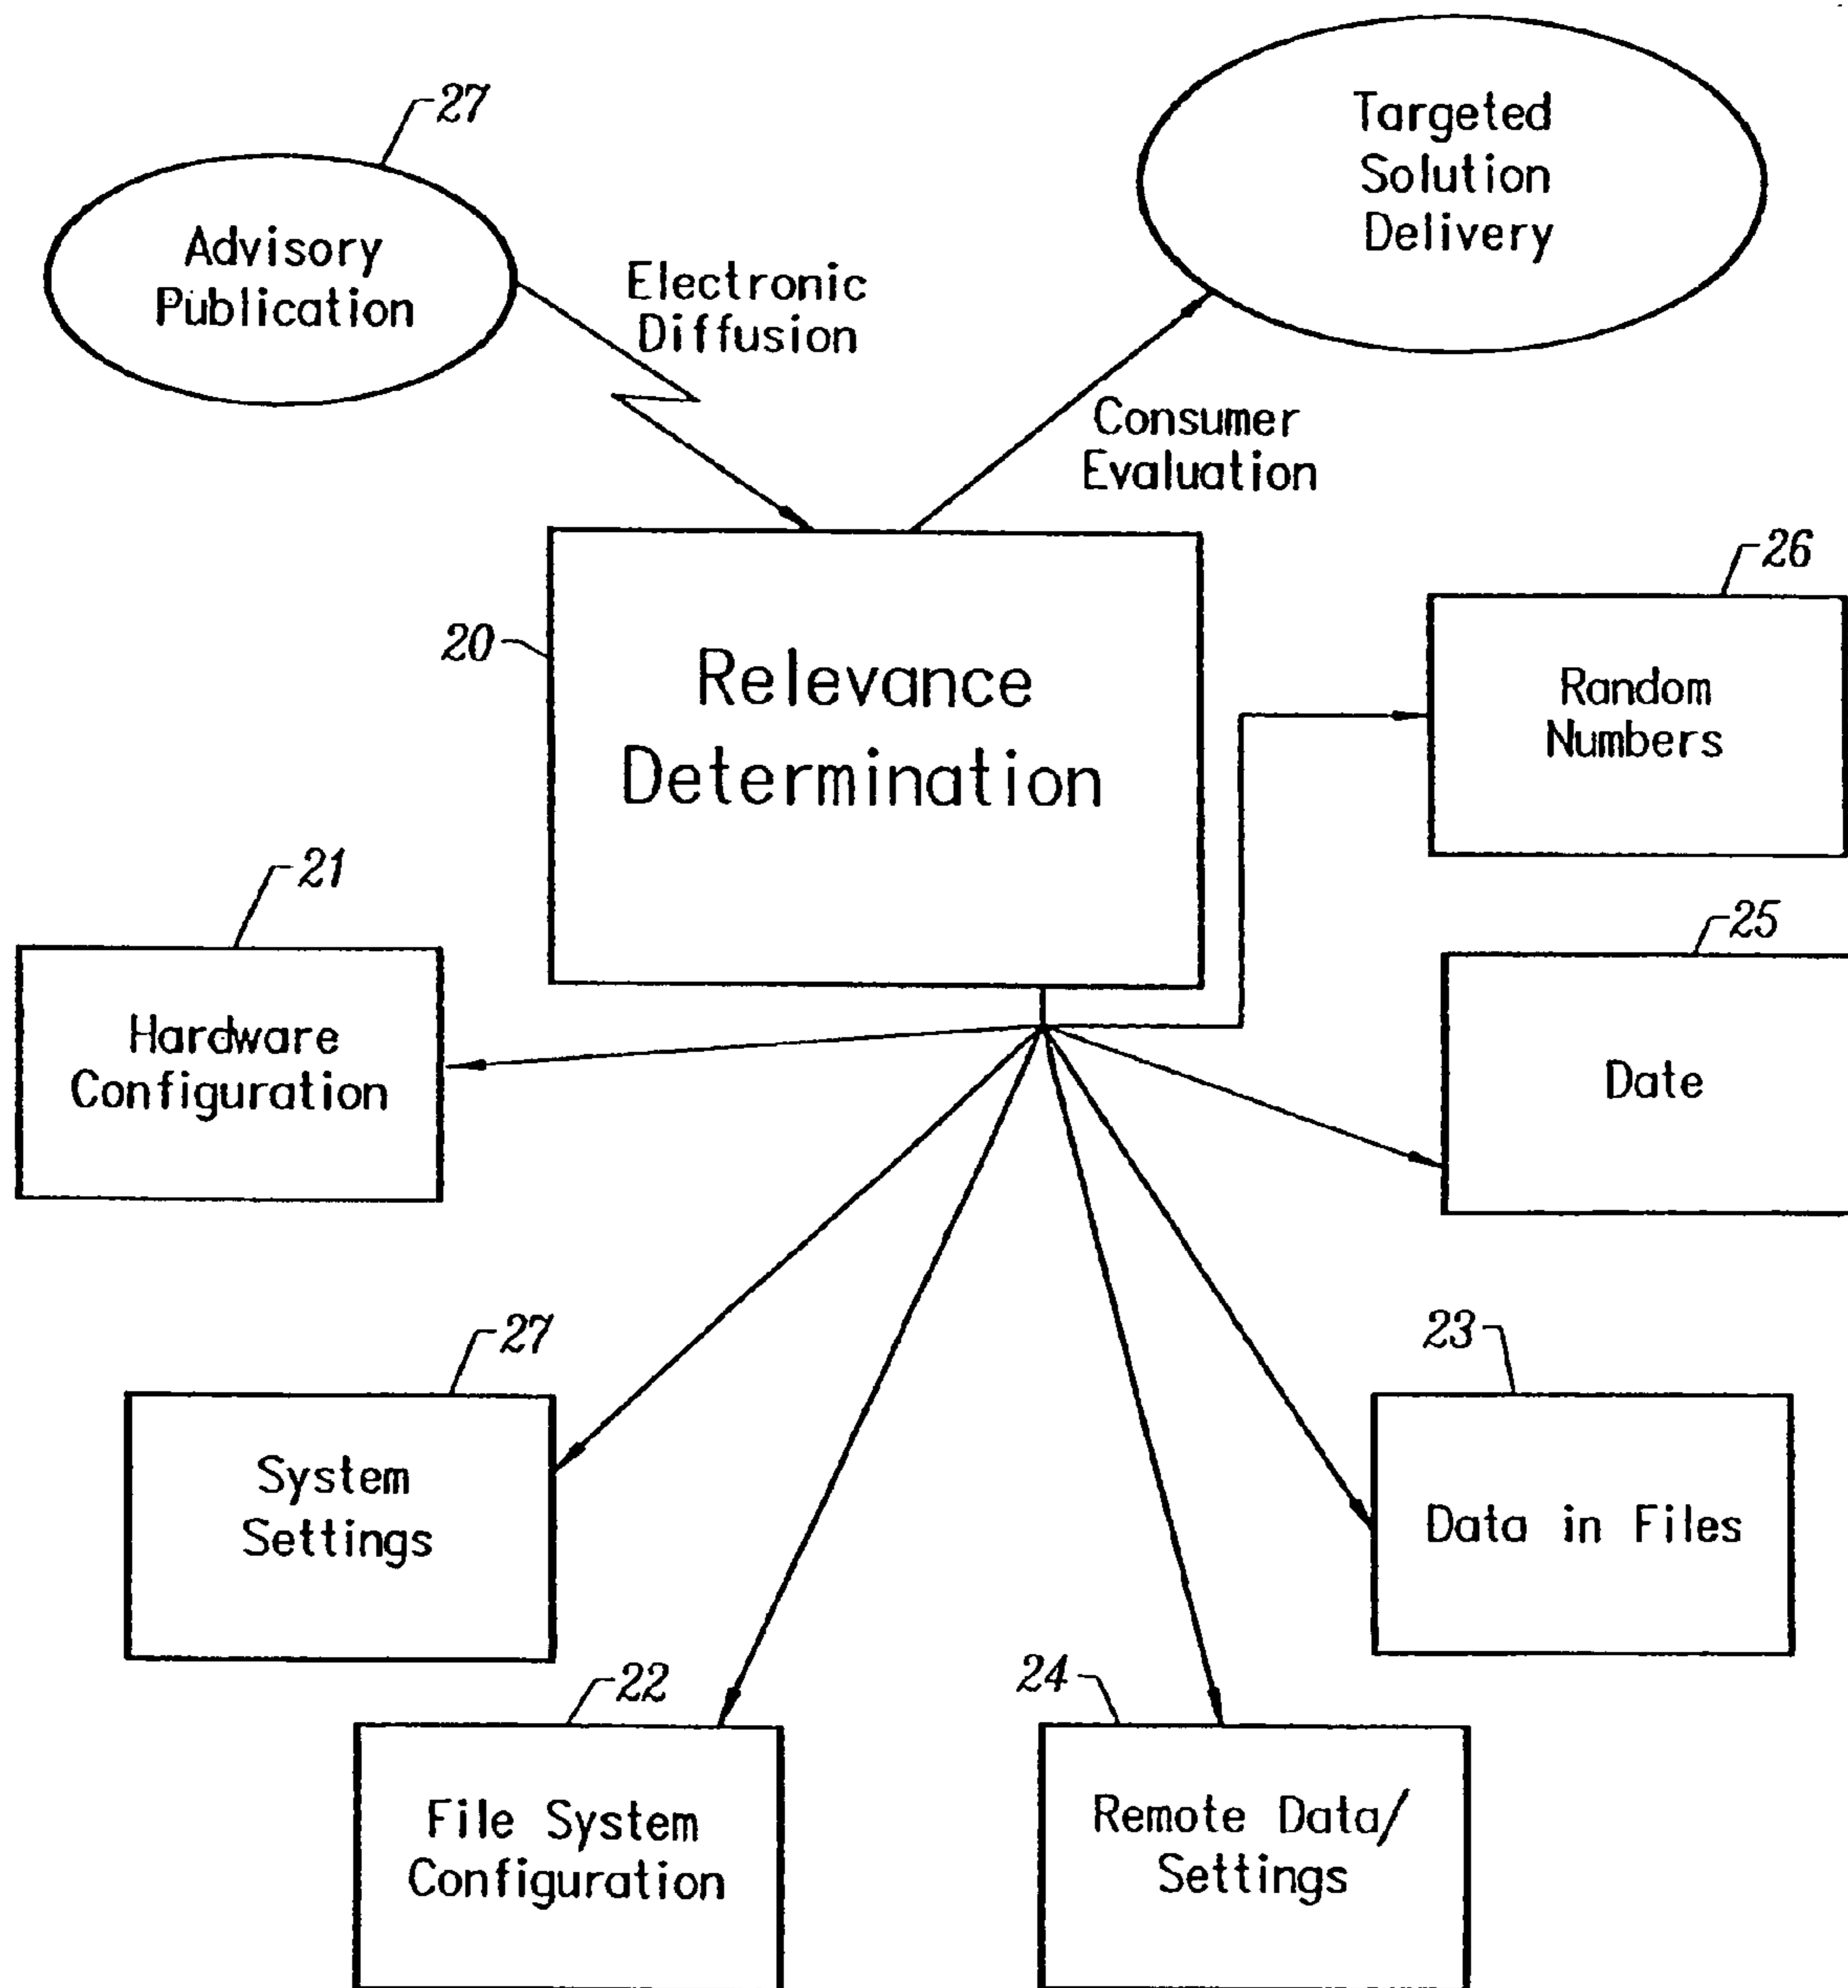 27
Advisory
Publication
Electronic
Diffusion
Targeted
Solution
Delivery
Consumer
Evaluation
20
Relevance
Determination
26
Random
Numbers
21
Hardware
Configuration
25
Date
27
System
Settings
23
Data in Files
22
File System
Configuration
24
Remote Data/
Settings